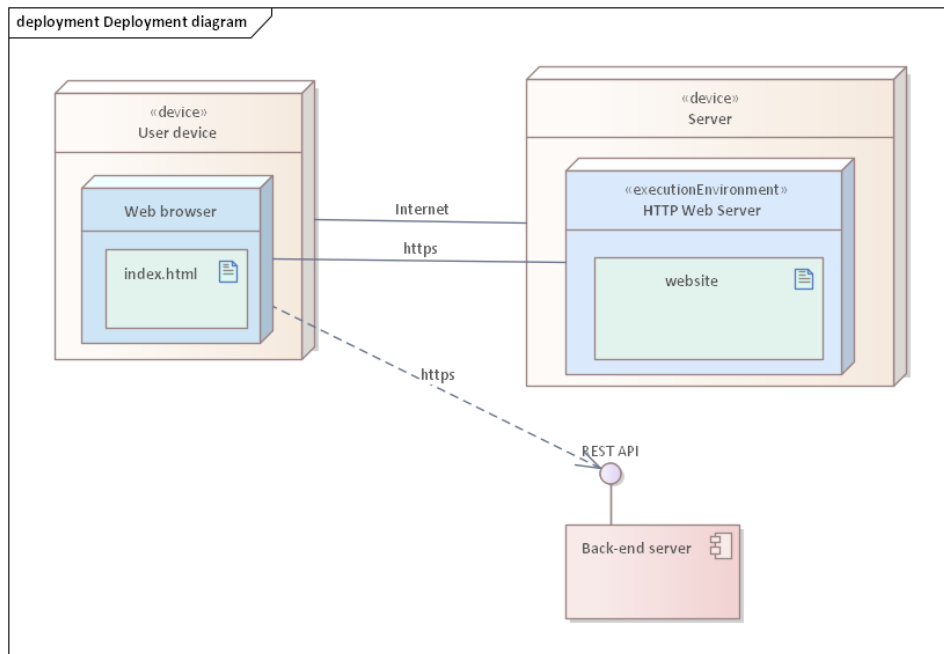 deployment Deployment diagram
«device»
User device
Web browser
index.html
Internet
https
«device»
Server
«executionEnvironment»
HTTP Web Server
website
https
REST API
Back-end server